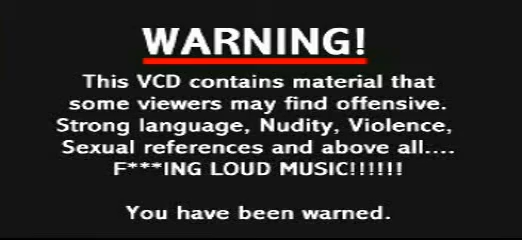 WARNING!
This VCD contains material that
some viewers may find offensive.
Strong language, Nudity, Violence,
Sexual references and above all....
F***ING LOUD MUSIC!!!!!!
You have been warned.